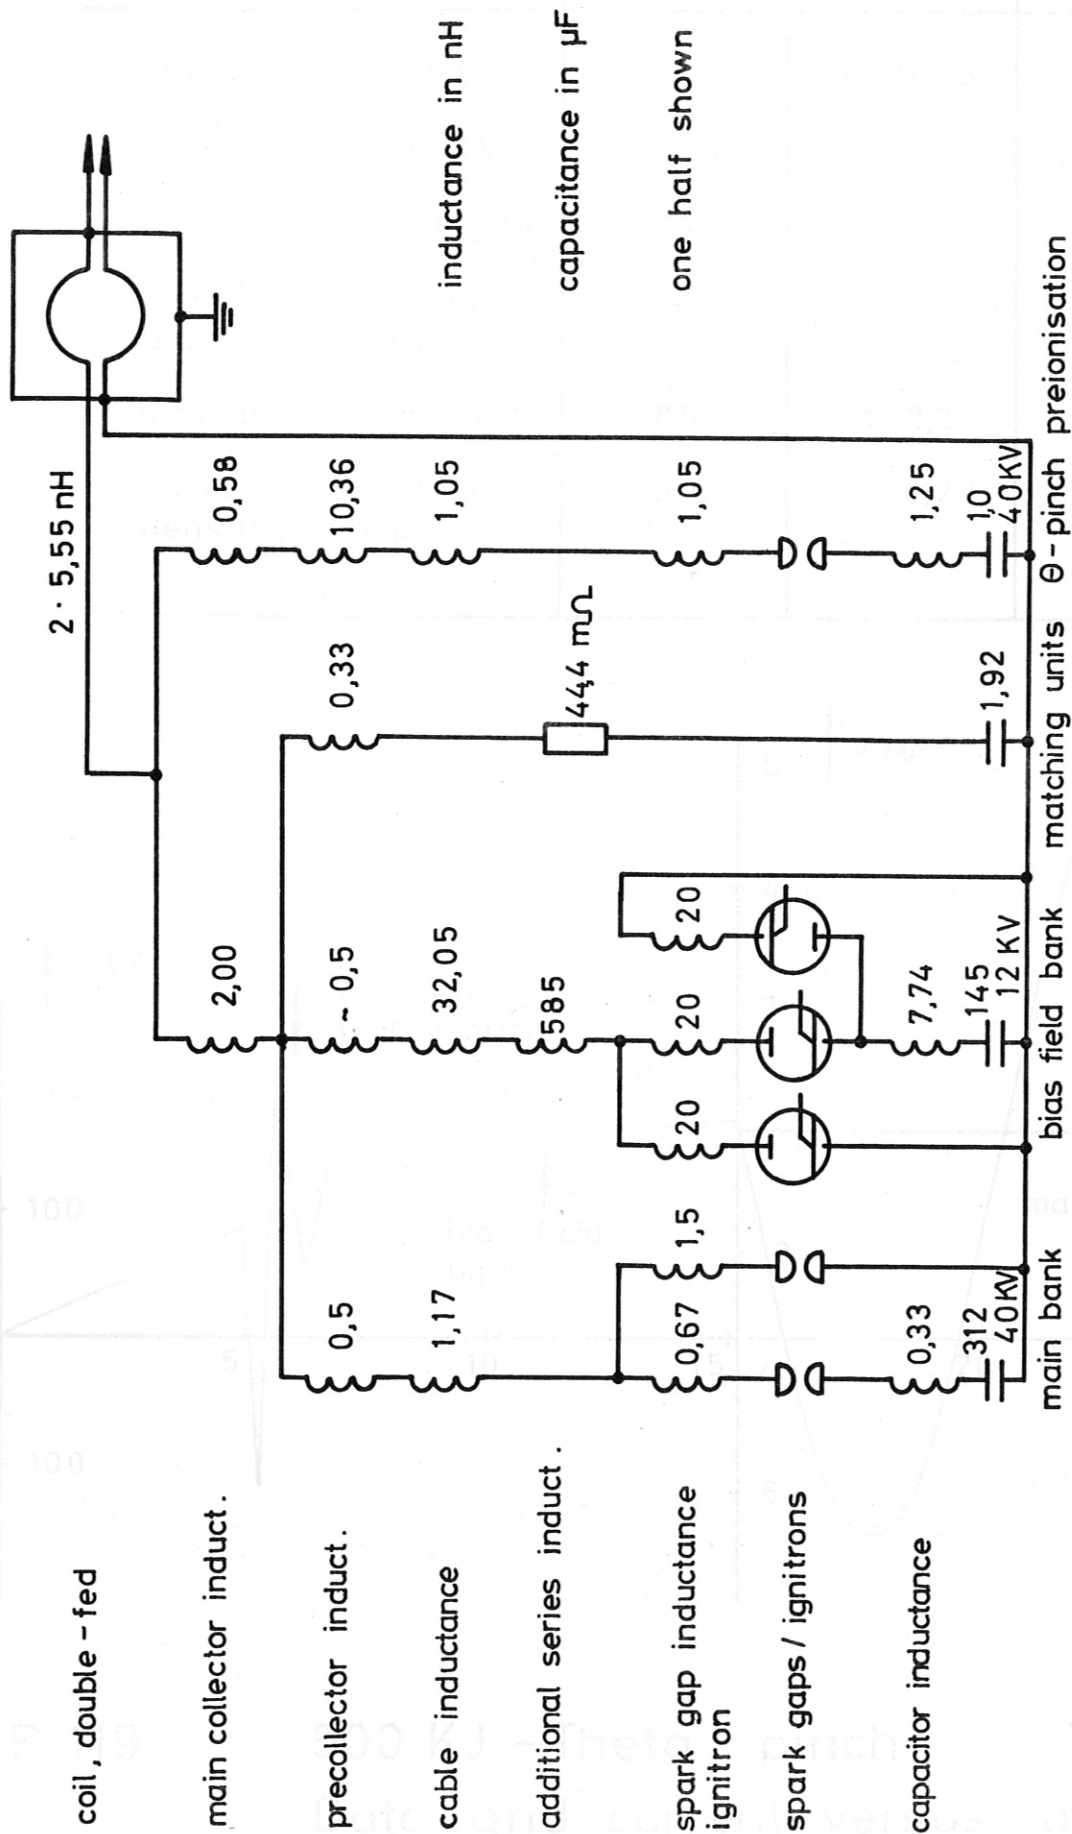 coil, double-fed
2 · 5,55 nH
main collector induct.
2,00
0,58
precollector induct.
0,5
~ 0,5
0,33
10,36
cable inductance
1,17
32,05
1,05
inductance in nH
additional series induct.
585
44,4 mΩ
capacitance in µF
spark gap inductance
ignitron
0,67
1,5
20
20
20
1,05
one half shown
spark gaps / ignitrons
capacitor inductance
0,33
7,74
1,25
312
40KV
145
12 KV
1,92
1,0
40KV
main bank
bias field bank
matching units
θ-pinch preionisation